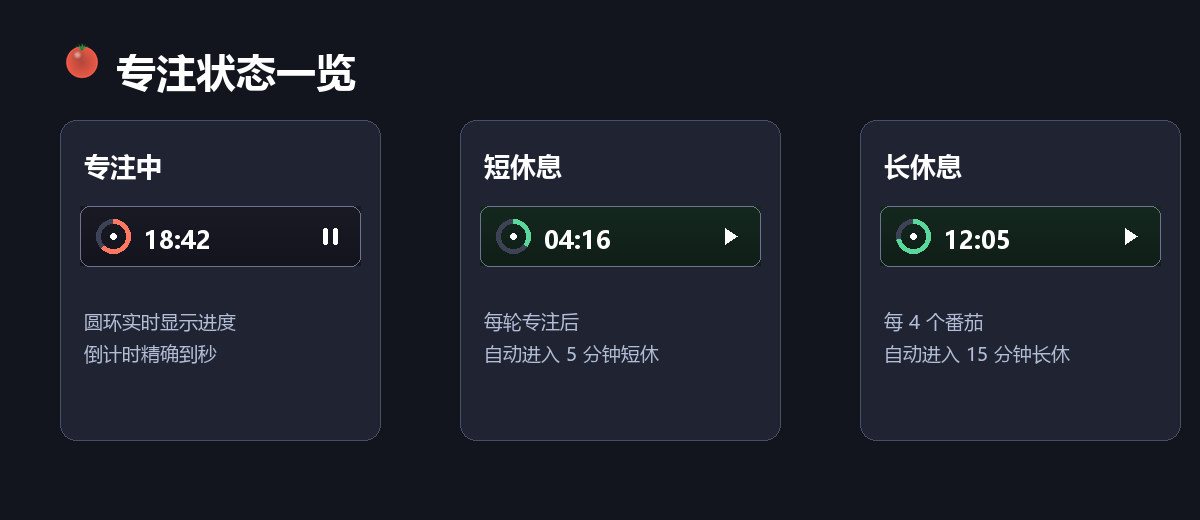 专注状态一览
专注中
18:42
圆环实时显示进度
倒计时精确到秒
短休息
04:16
每轮专注后
自动进入 5 分钟短休
长休息
12:05
每 4 个番茄
自动进入 15 分钟长休